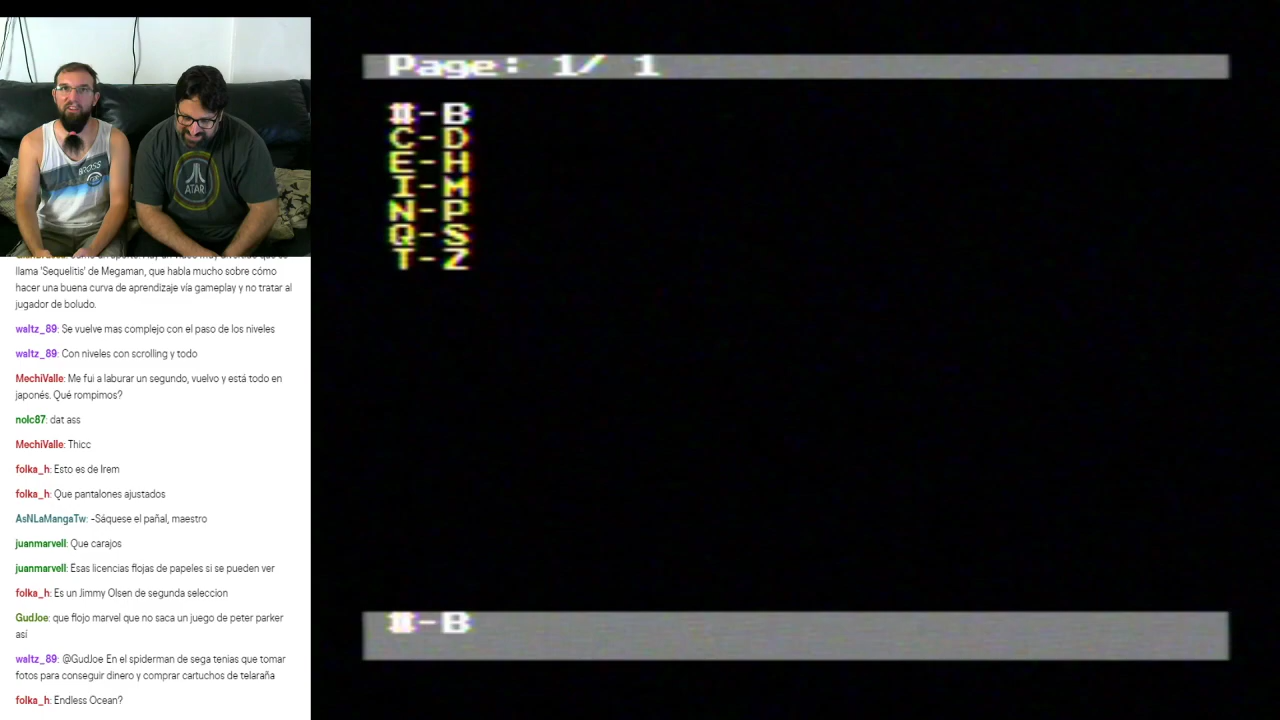 Page: 1/ 1
#-B
C-D
E-H
I-M
N-P
Q-S
T-Z
#-B
BROSS
ATARI
llama 'Sequelitis' de Megaman, que habla mucho sobre cómo
hacer una buena curva de aprendizaje vía gameplay y no tratar al
jugador de boludo.
waltz_89: Se vuelve mas complejo con el paso de los niveles
waltz_89: Con niveles con scrolling y todo
MechiValle: Me fui a laburar un segundo, vuelvo y está todo en
japonés. Qué rompimos?
nolc87: dat ass
MechiValle: Thicc
folka_h: Esto es de Irem
folka_h: Que pantalones ajustados
AsNLaMangaTw: -Sáquese el pañal, maestro
juanmarvell: Que carajos
juanmarvell: Esas licencias flojas de papeles si se pueden ver
folka_h: Es un Jimmy Olsen de segunda seleccion
GudJoe: que flojo marvel que no saca un juego de peter parker
asi
waltz_89: @GudJoe En el spiderman de sega tenias que tomar
fotos para conseguir dinero y comprar cartuchos de telaraña
folka_h: Endless Ocean?